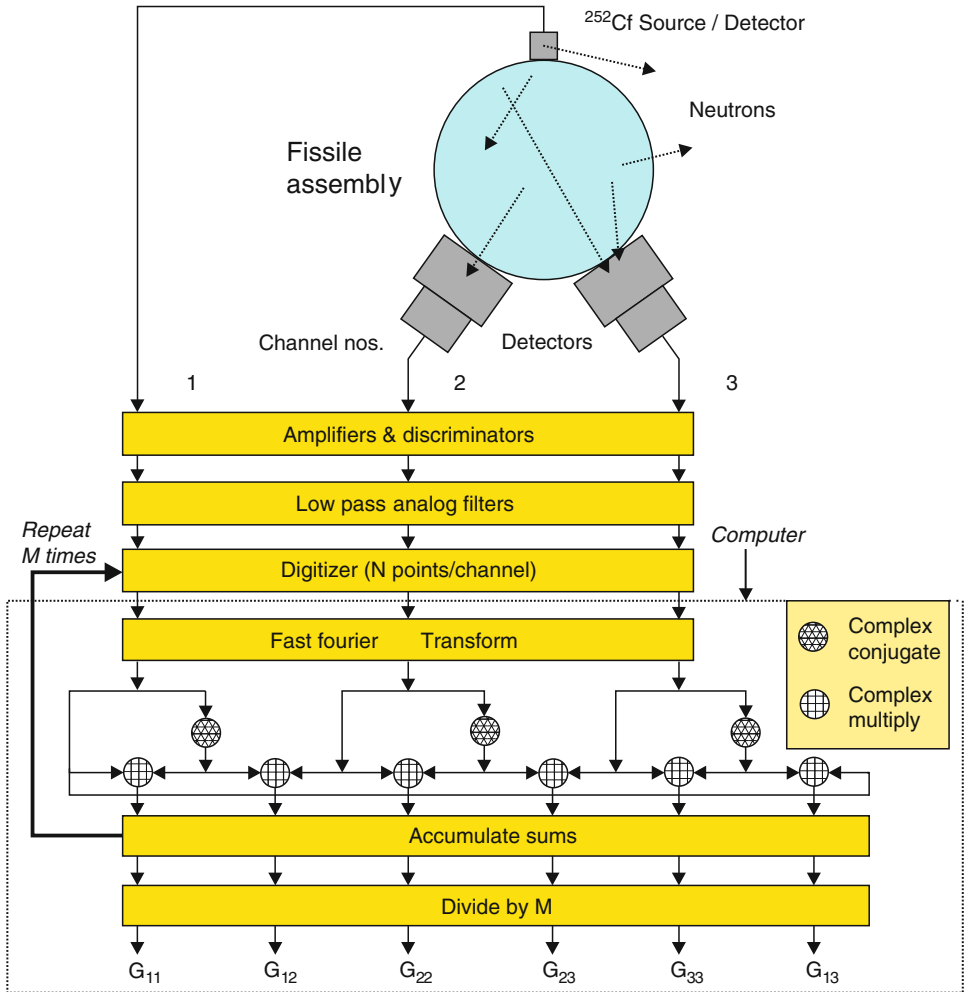 ²⁵²Cf Source / Detector
Neutrons
Fissile
assembly
Channel nos.
Detectors
1
2
3
Amplifiers & discriminators
Low pass analog filters
Repeat
M times
Computer
Digitizer (N points/channel)
Fast fourier Transform
Complex
conjugate
Complex
multiply
Accumulate sums
Divide by M
G₁₁ G₁₂ G₂₂ G₂₃ G₃₃ G₁₃